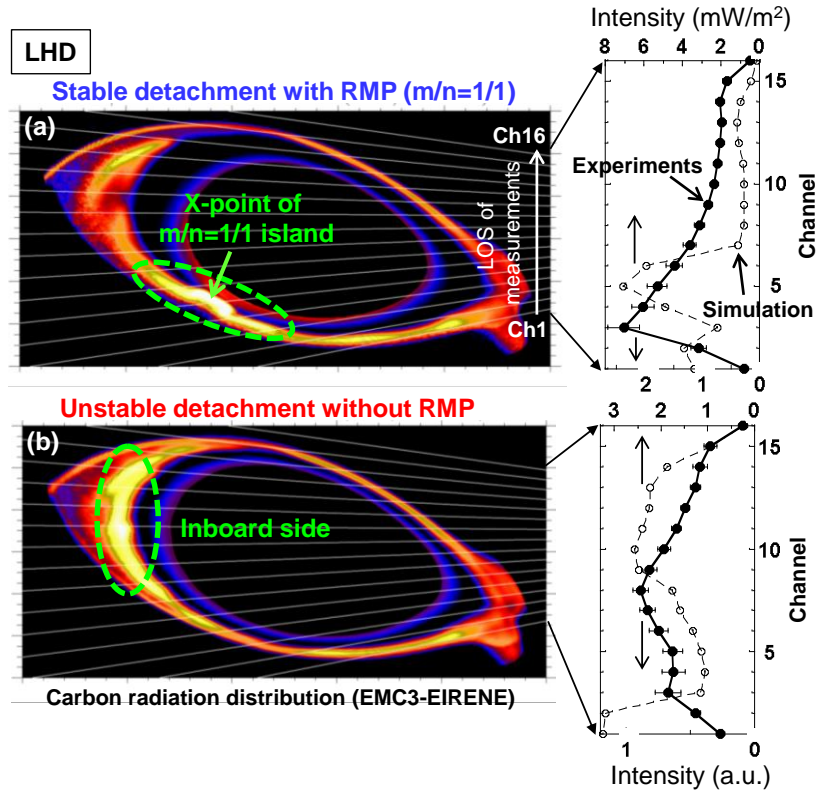 LHD
Stable detachment with RMP (m/n=1/1)
(a)
Ch16
X-point of
m/n=1/1 island
LOS of
measurements
Ch1
Intensity (mW/m²)
8 6 4 2 0
15
10
5
Channel
Experiments
Simulation
2 1 0
Unstable detachment without RMP
(b)
Inboard side
Carbon radiation distribution (EMC3-EIRENE)
3 2 1 0
15
10
5
Channel
1 0
Intensity (a.u.)